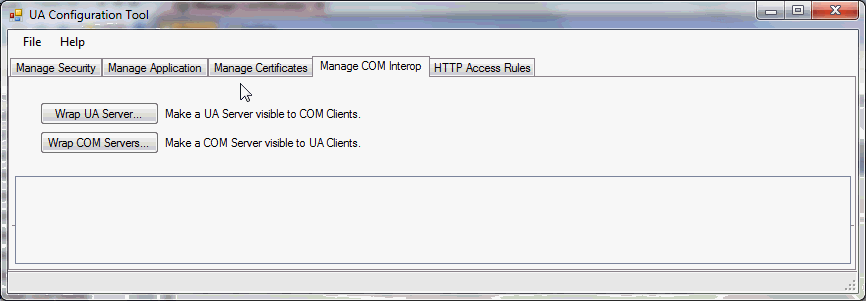 UA Configuration Tool
File Help
Manage Security Manage Application Manage Certificates Manage COM Interop HTTP Access Rules
Wrap UA Server... Make a UA Server visible to COM Clients.
Wrap COM Servers... Make a COM Server visible to UA Clients.